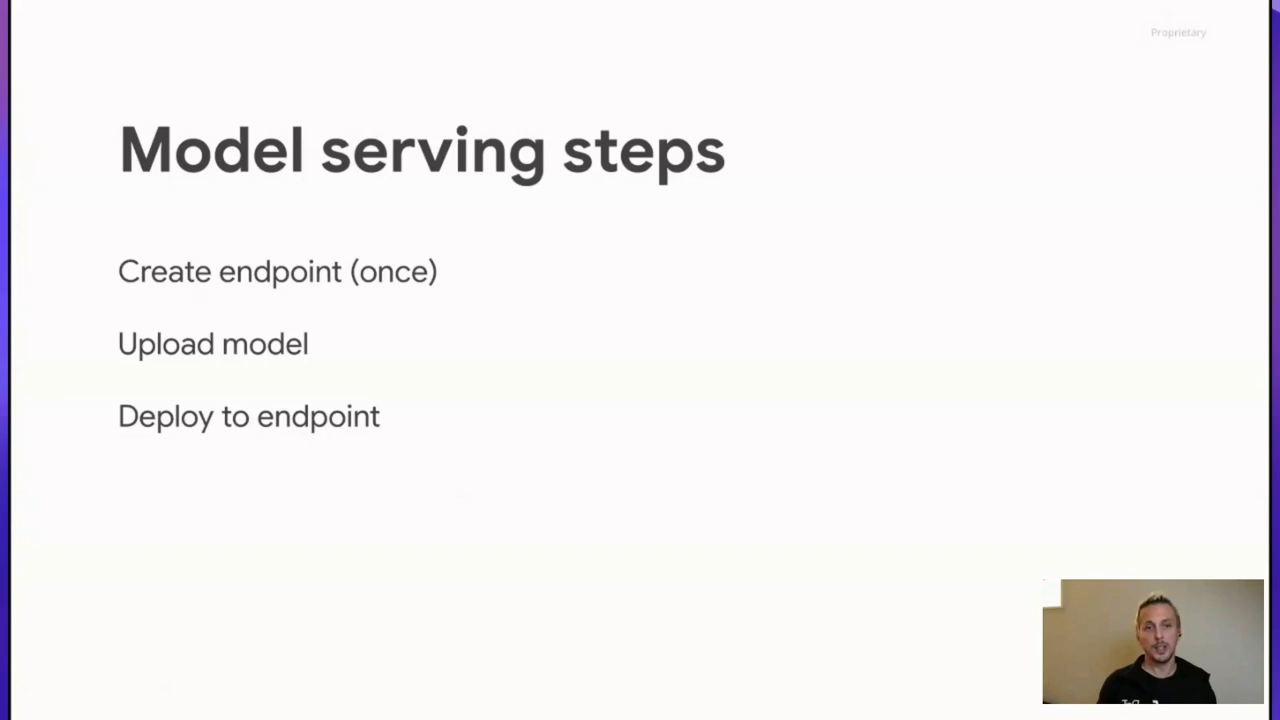 Proprietary
Model serving steps
Create endpoint (once)
Upload model
Deploy to endpoint